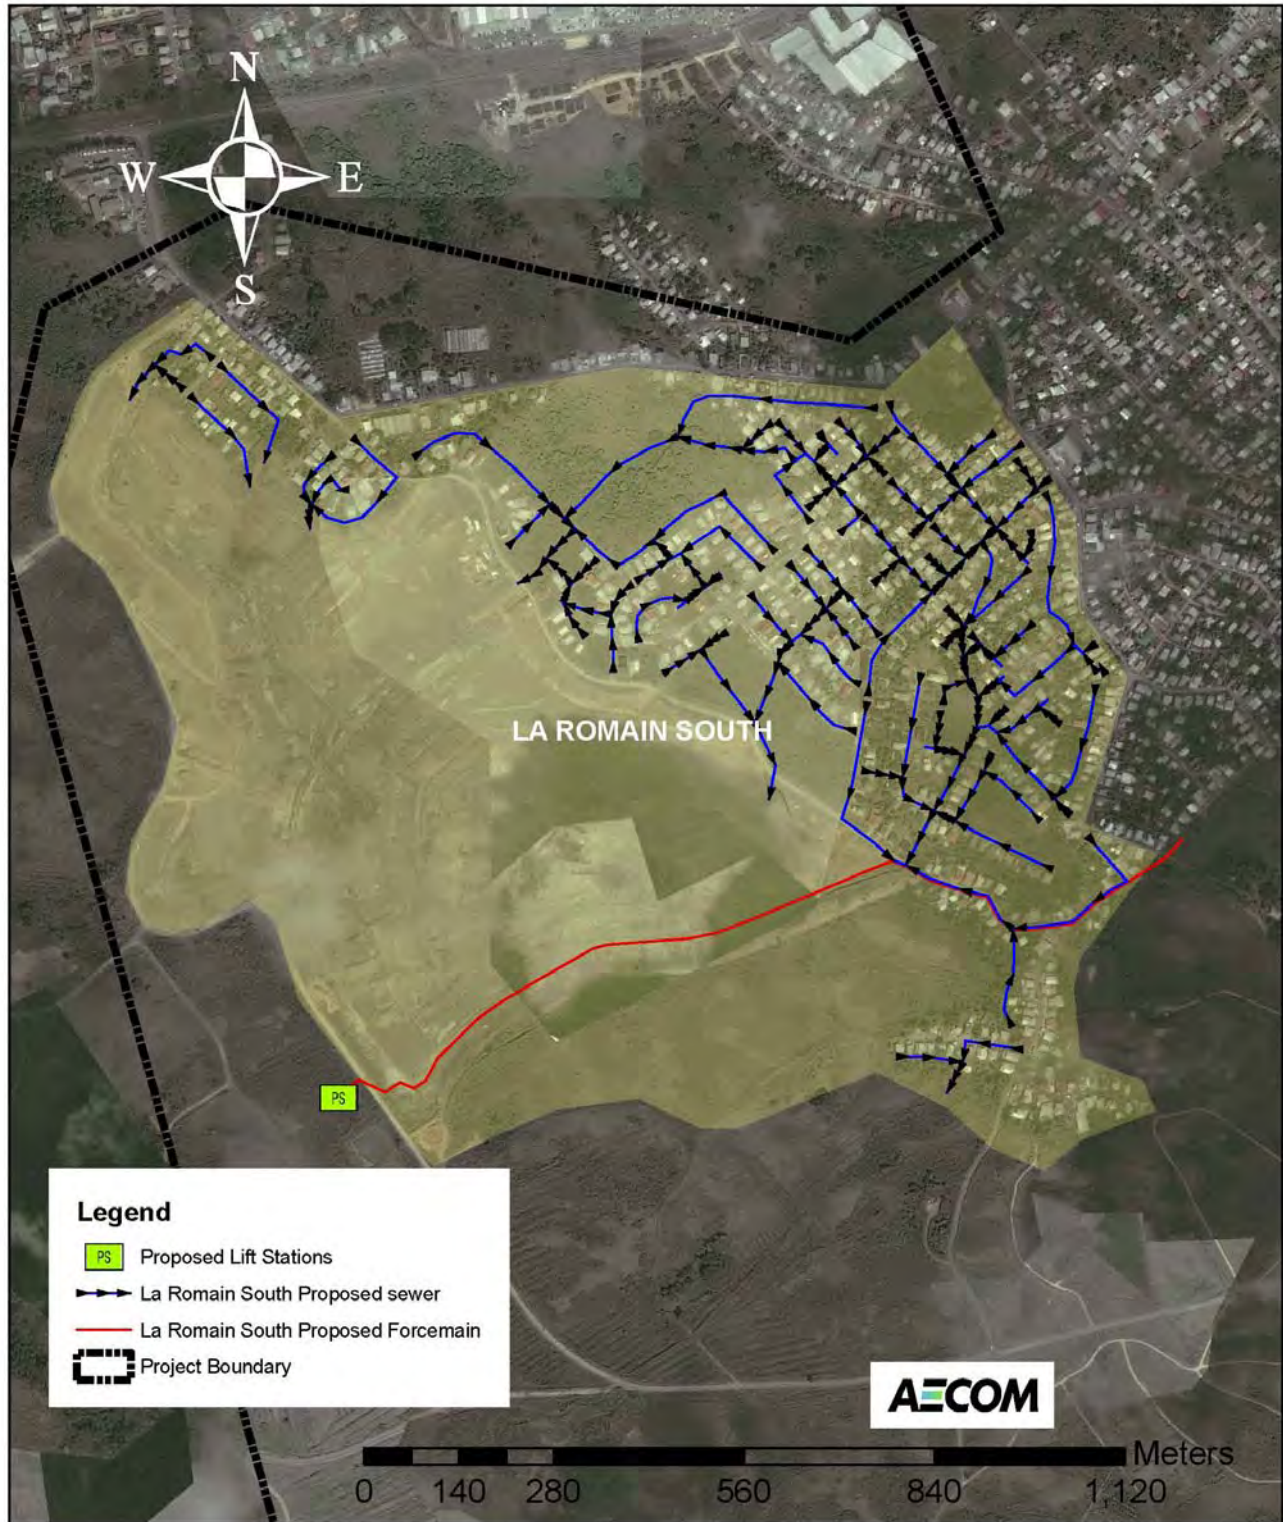 N
W E
S
LA ROMAIN SOUTH
PS
Legend
PS Proposed Lift Stations
La Romain South Proposed sewer
La Romain South Proposed Forcemain
Project Boundary
AECOM
Meters
0 140 280 560 840 1,120